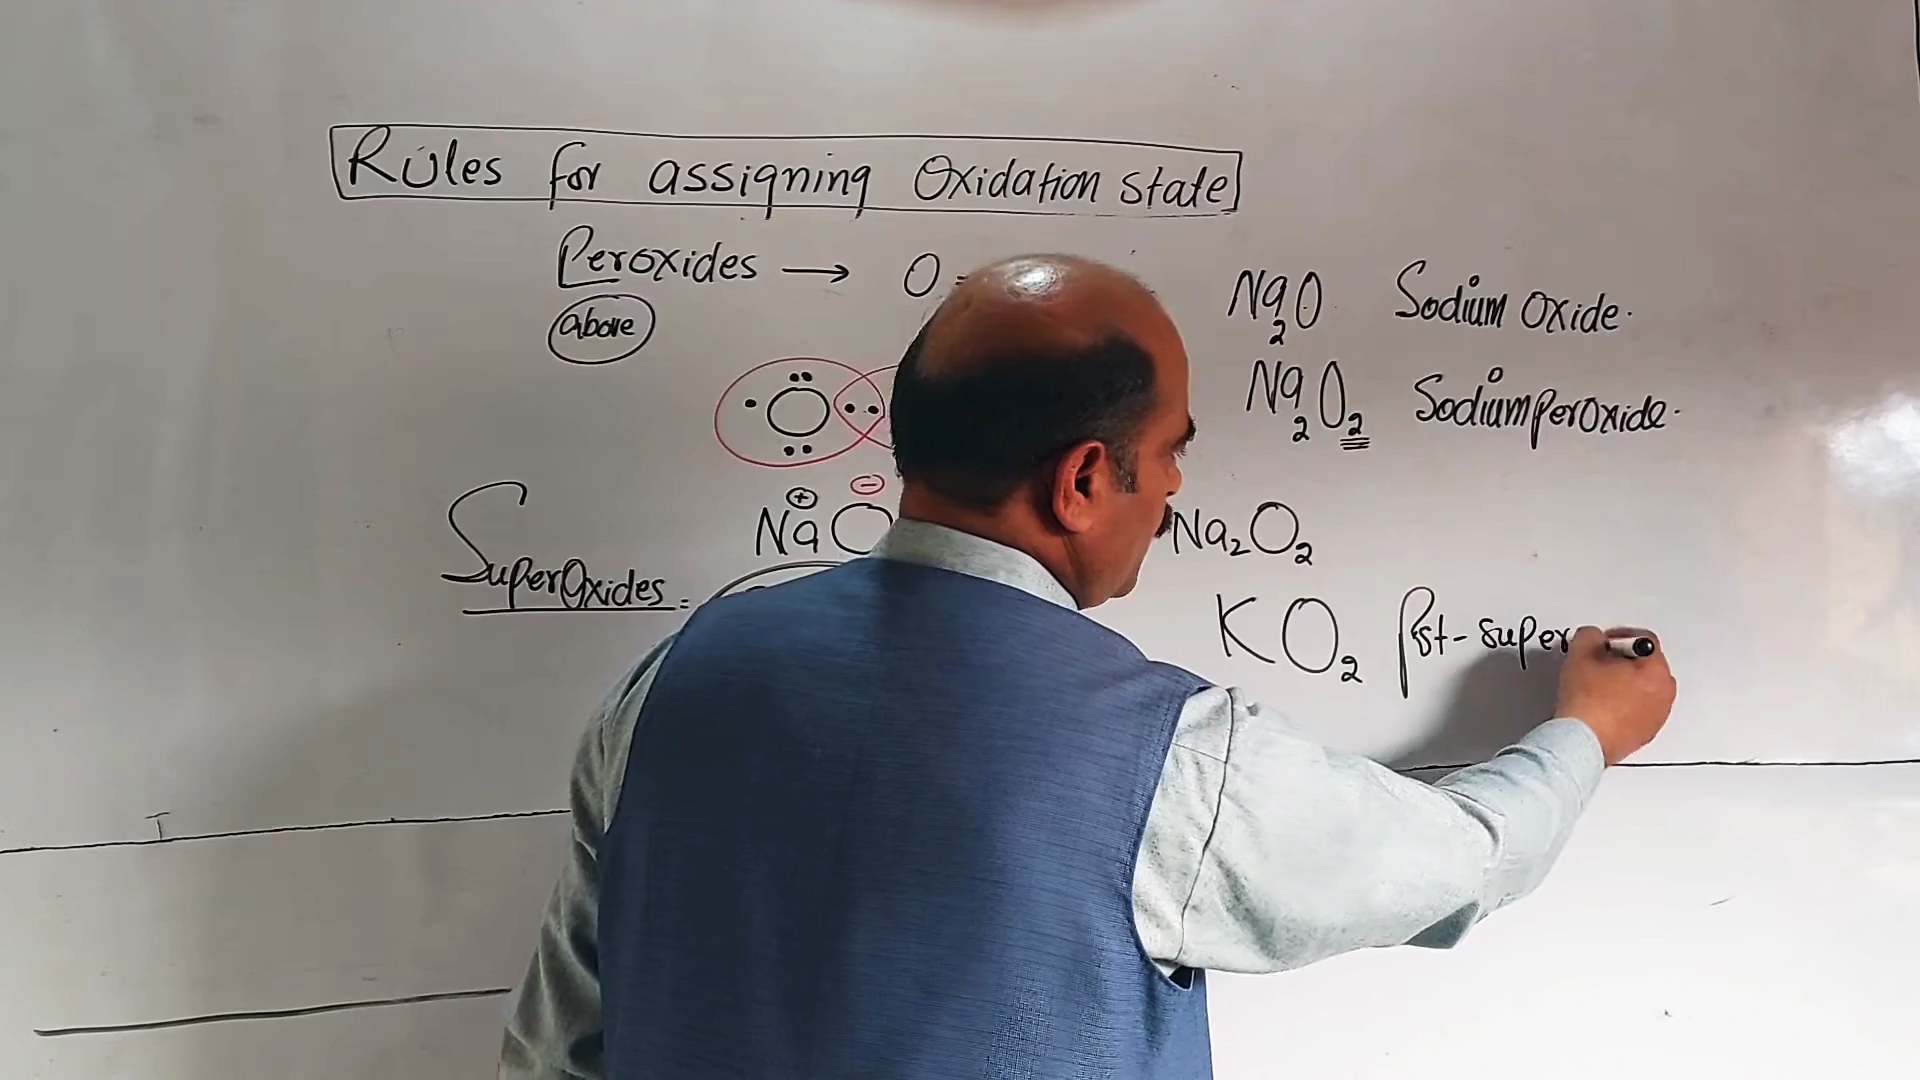 Rules for assigning Oxidation state
Peroxides → O =
above
Na₂O Sodium Oxide.
Na₂O₂ Sodium peroxide.
Na⁺ O⁻
Na₂O₂
SuperOxides =
KO₂ Pot-super